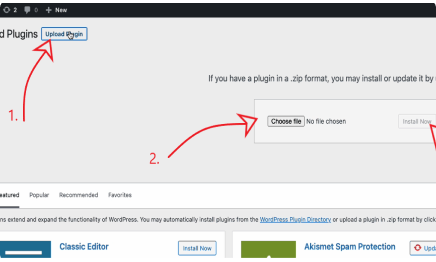 2 0 + New
d Plugins Upload Plugin
If you have a plugin in a .zip format, you may install or update it by
1.
Choose file No file chosen Install Now
2.
eatured Popular Recommended Favorites
ns extend and expand the functionality of WordPress. You may automatically install plugins from the WordPress Plugin Directory or upload a plugin in .zip format by click
Classic Editor Install Now Akismet Spam Protection Upd